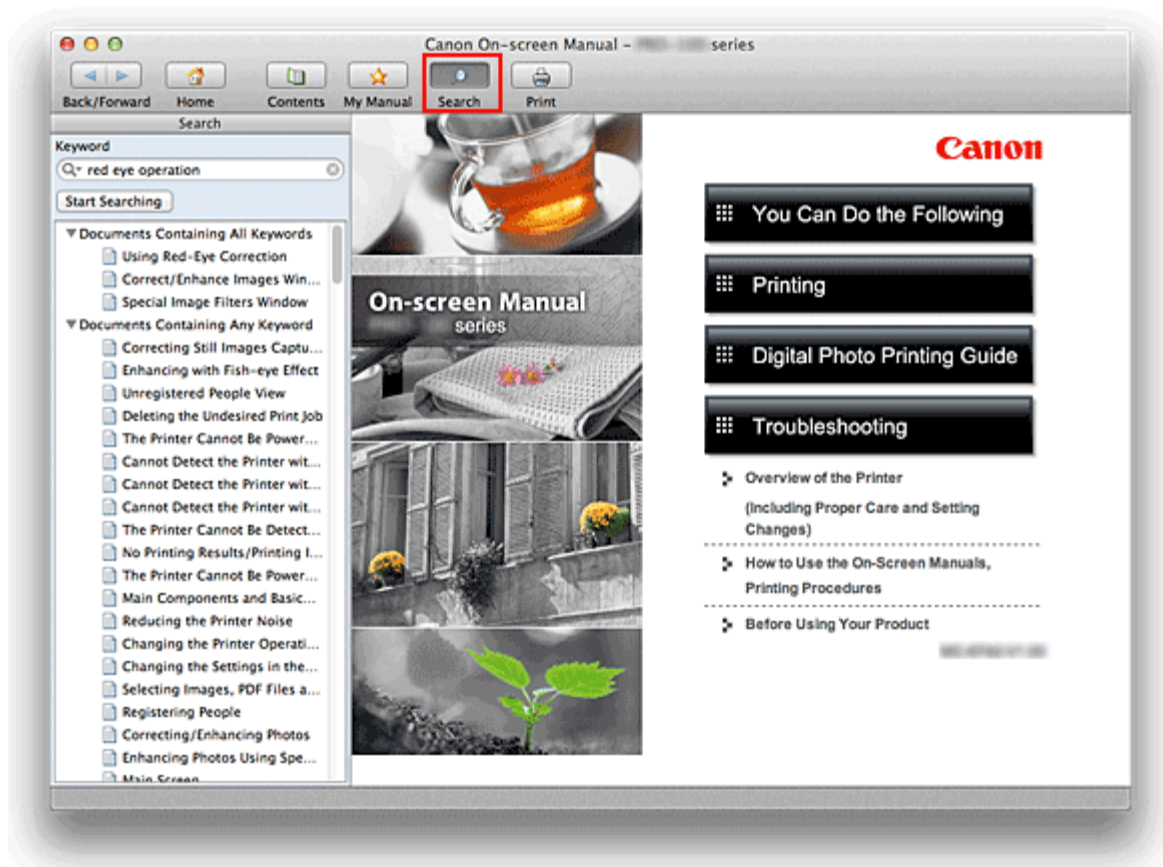 Canon On-screen Manual – series
Back/Forward Home Contents My Manual Search Print
Search
Keyword
red eye operation
Start Searching
Documents Containing All Keywords
Using Red-Eye Correction
Correct/Enhance Images Win...
Special Image Filters Window
Documents Containing Any Keyword
Correcting Still Images Captu...
Enhancing with Fish-eye Effect
Unregistered People View
Deleting the Undesired Print Job
The Printer Cannot Be Power...
Cannot Detect the Printer wit...
Cannot Detect the Printer wit...
Cannot Detect the Printer wit...
The Printer Cannot Be Detect...
No Printing Results/Printing I...
The Printer Cannot Be Power...
Main Components and Basic...
Reducing the Printer Noise
Changing the Printer Operati...
Changing the Settings in the...
Selecting Images, PDF Files a...
Registering People
Correcting/Enhancing Photos
Enhancing Photos Using Spe...
Main Screen
On-screen Manual
series
Canon
You Can Do the Following
Printing
Digital Photo Printing Guide
Troubleshooting
Overview of the Printer
(Including Proper Care and Setting
Changes)
How to Use the On-Screen Manuals,
Printing Procedures
Before Using Your Product